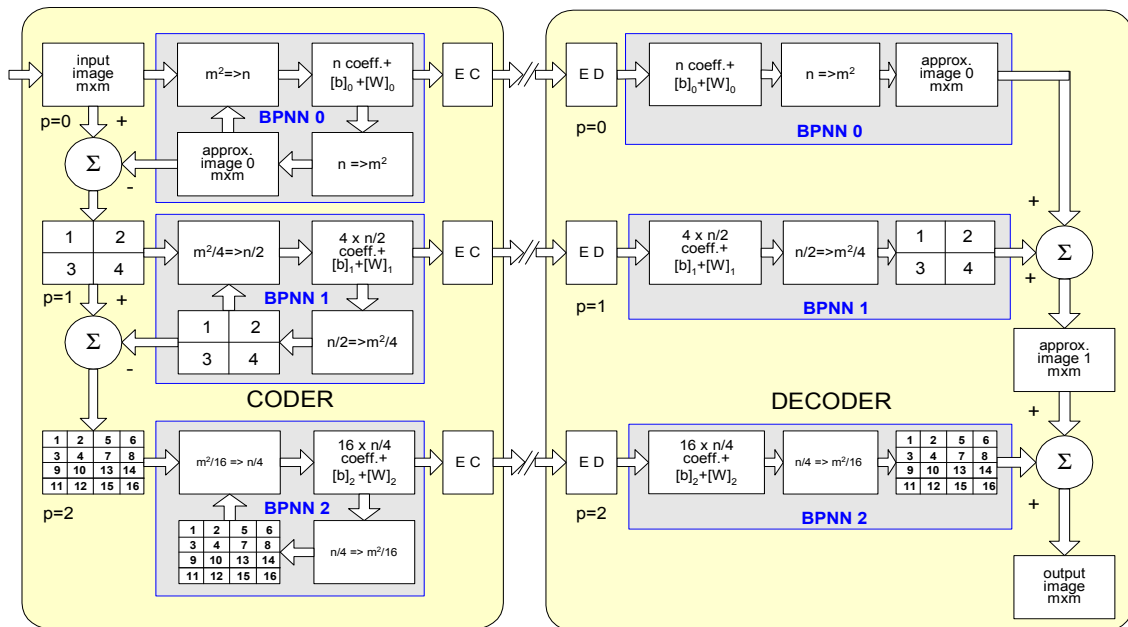 input
image
mxm
m²=>n
n coeff.+
[b]₀+[W]₀
E C
E D
n coeff.+
[b]₀+[W]₀
n =>m²
approx.
image 0
mxm
BPNN 0
BPNN 0
p=0
+
p=0
Σ
-
approx.
image 0
mxm
n =>m²
+
1 2
3 4
m²/4=>n/2
4 x n/2
coeff.+
[b]₁+[W]₁
E C
E D
4 x n/2
coeff.+
[b]₁+[W]₁
n/2=>m²/4
1 2
3 4
Σ
+
p=1
+
BPNN 1
p=1
BPNN 1
Σ
-
1 2
3 4
n/2=>m²/4
approx.
image 1
mxm
CODER
DECODER
+
1 2 5 6
3 4 7 8
9 10 13 14
11 12 15 16
m²/16 => n/4
16 x n/4
coeff.+
[b]₂+[W]₂
E C
E D
16 x n/4
coeff.+
[b]₂+[W]₂
n/4 => m²/16
1 2 5 6
3 4 7 8
9 10 13 14
11 12 15 16
Σ
+
p=2
BPNN 2
p=2
BPNN 2
1 2 5 6
3 4 7 8
9 10 13 14
11 12 15 16
n/4 => m²/16
output
image
mxm